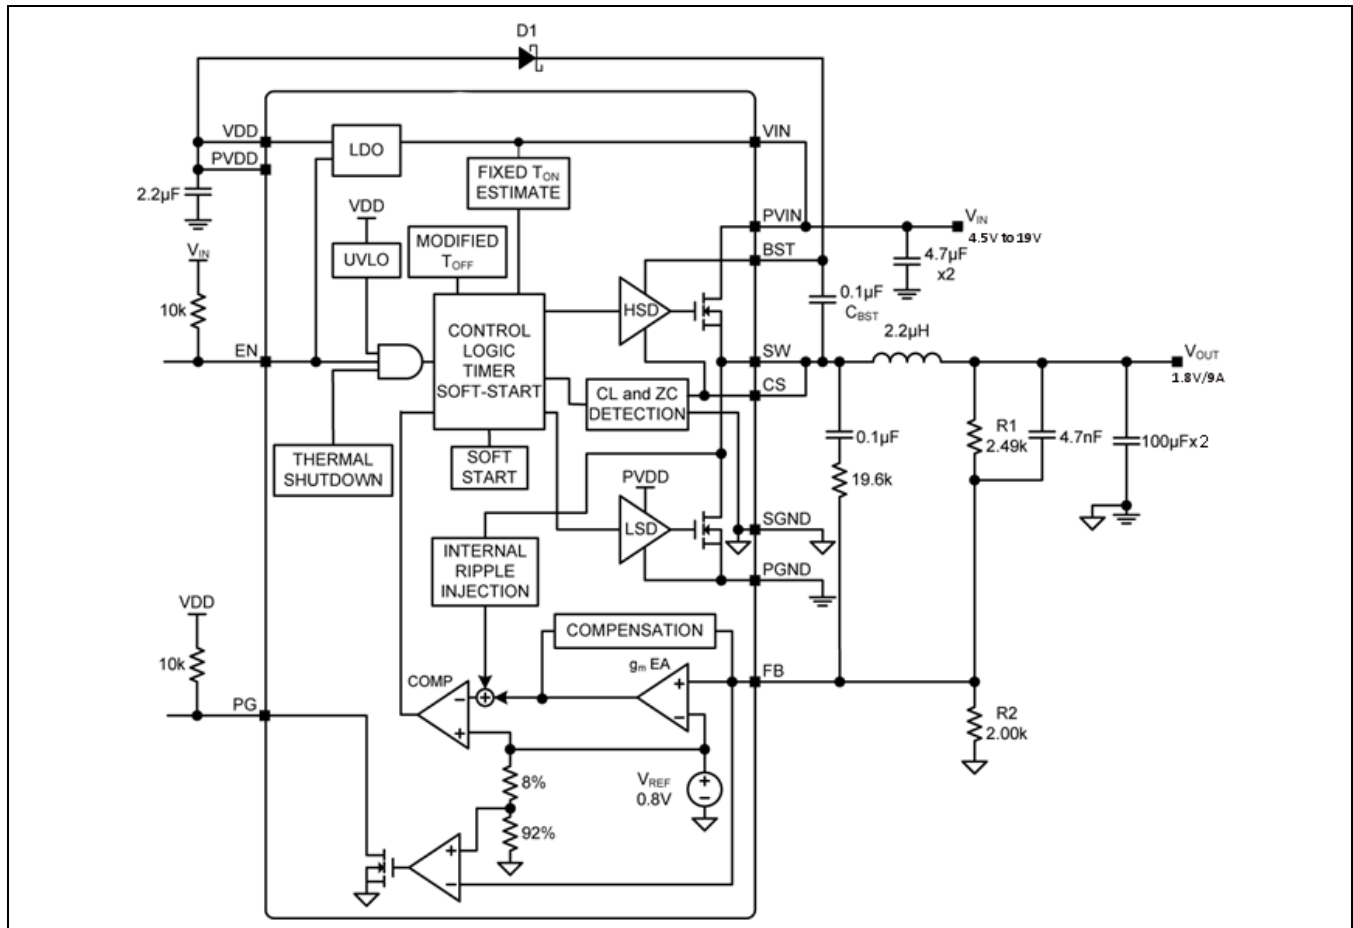 D1
VDD
LDO
VIN
PVDD
FIXED TON
ESTIMATE
2.2µF
VDD
PVIN
VIN
4.5V to 19V
VIN
MODIFIED
TOFF
UVLO
BST
4.7µF
x2
10k
HSD
0.1µF
CBST
CONTROL
LOGIC
TIMER
SOFT-START
2.2µH
EN
SW
VOUT
1.8V/9A
CS
CL and ZC
DETECTION
R1
2.49k
4.7nF
100µFx2
0.1µF
THERMAL
SHUTDOWN
SOFT
START
PVDD
19.6k
LSD
SGND
INTERNAL
RIPPLE
INJECTION
PGND
VDD
COMPENSATION
10k
gm EA
FB
COMP
+
−
+
−
+
PG
R2
2.00k
8%
VREF
0.8V
+
−
92%
+
−